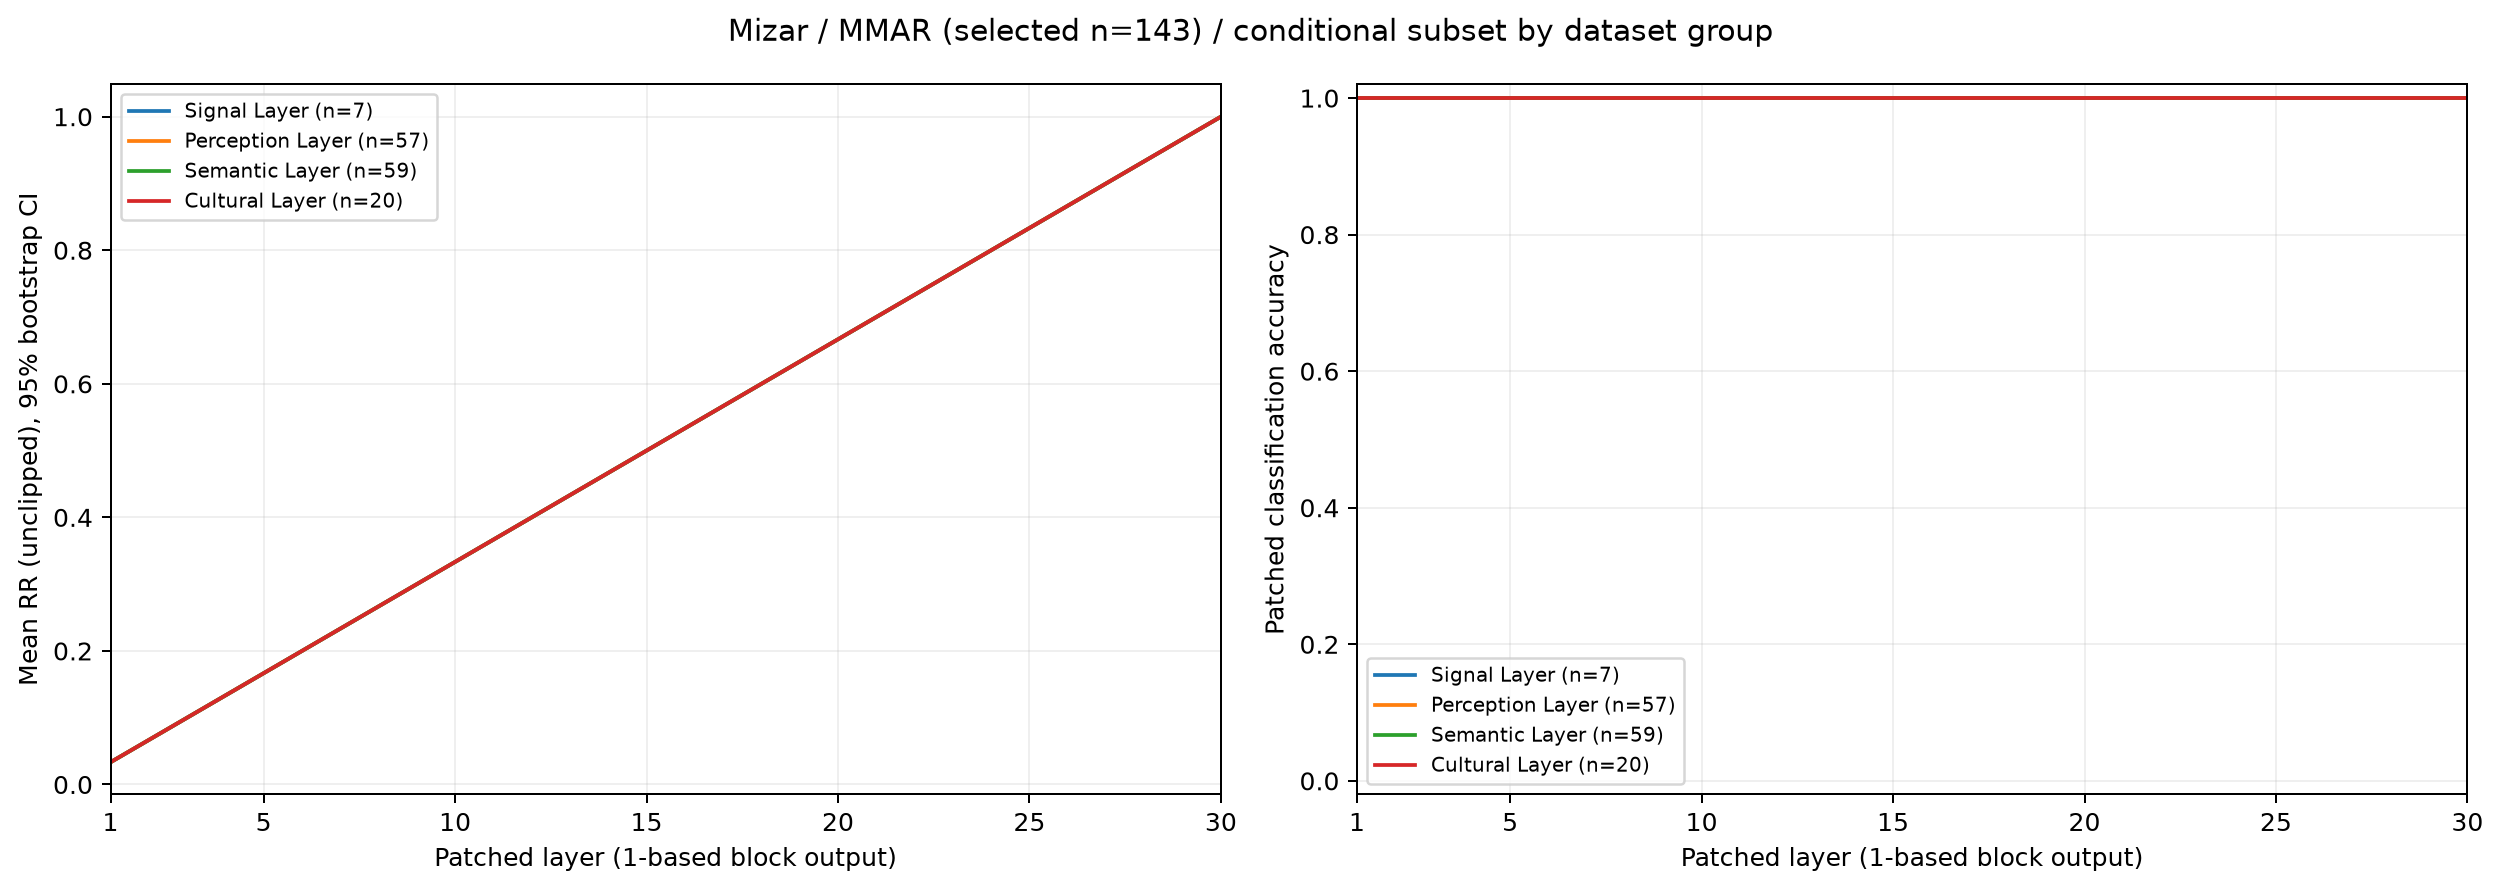 Mizar / MMAR (selected n=143) / conditional subset by dataset group
Mean RR (unclipped), 95% bootstrap CI
1.0
0.8
0.6
0.4
0.2
0.0
Signal Layer (n=7)
Perception Layer (n=57)
Semantic Layer (n=59)
Cultural Layer (n=20)
1 5 10 15 20 25 30
Patched layer (1-based block output)
Patched classification accuracy
1.0
0.8
0.6
0.4
0.2
0.0
Signal Layer (n=7)
Perception Layer (n=57)
Semantic Layer (n=59)
Cultural Layer (n=20)
1 5 10 15 20 25 30
Patched layer (1-based block output)